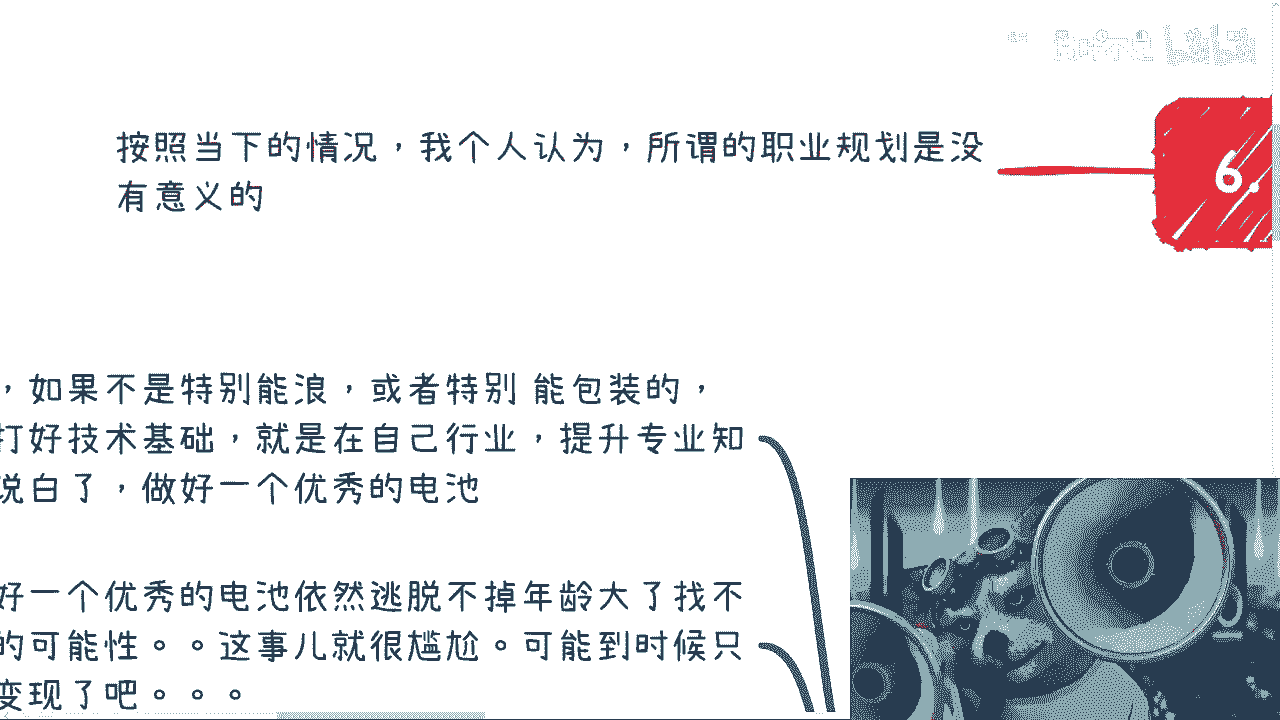 按照当下的情况，我个人认为，所谓的职业规划是没
有意义的
6.
，如果不是特别能浪，或者特别 能包装的，
打好技术基础，就是在自己行业，提升专业知
说白了，做好一个优秀的电池
好一个优秀的电池依然逃脱不掉年龄大了找不
的可能性。。这事儿就很尴尬。可能到时候只
变现了吧。。。